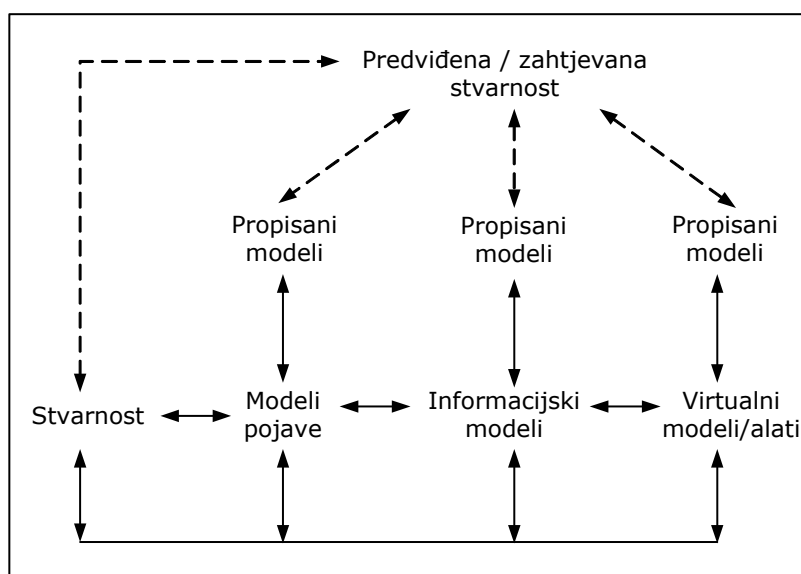 Predviđena / zahtjevana
stvarnost
Propisani
modeli
Propisani
modeli
Propisani
modeli
Stvarnost
Modeli
pojave
Informacijski
modeli
Virtualni
modeli/alati